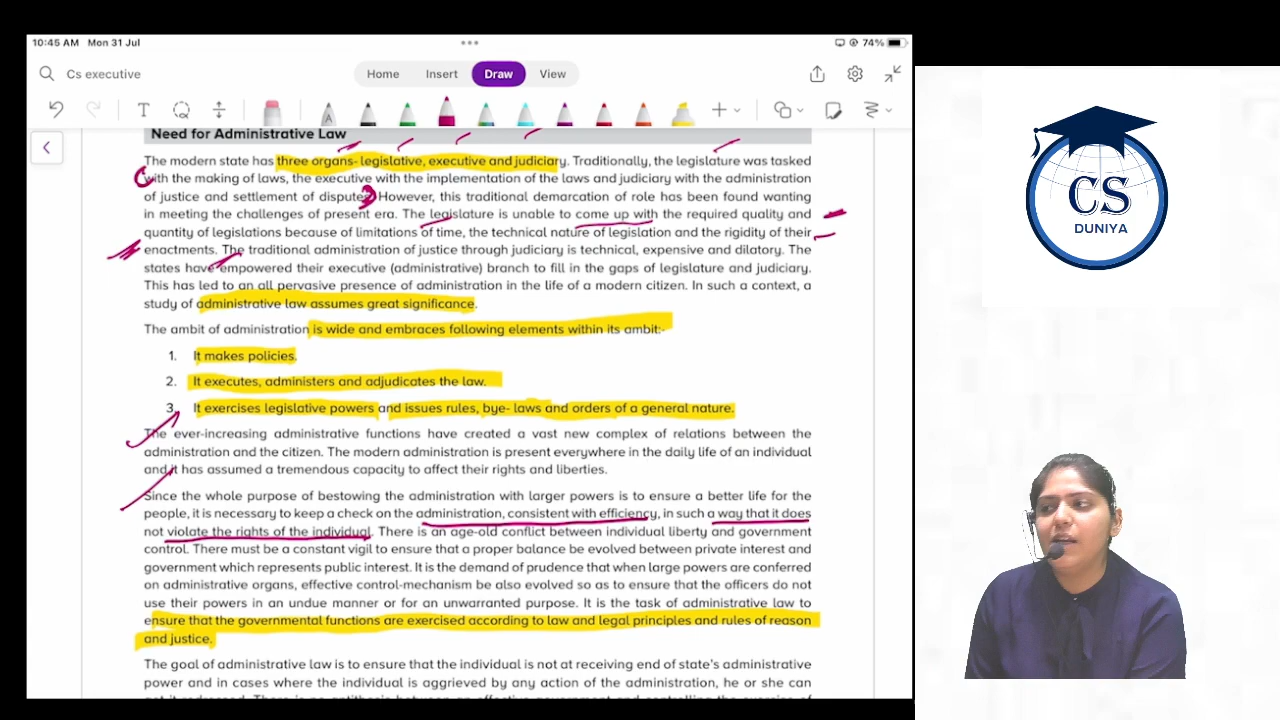 10:45 AM Mon 31 Jul
74%
Cs executive
Home Insert Draw View
Need for Administrative Law
The modern state has three organs- legislative, executive and judiciary. Traditionally, the legislature was tasked
with the making of laws, the executive with the implementation of the laws and judiciary with the administration
of justice and settlement of disputes. However, this traditional demarcation of role has been found wanting
in meeting the challenges of present era. The legislature is unable to come up with the required quality and
quantity of legislations because of limitations of time, the technical nature of legislation and the rigidity of their
enactments. The traditional administration of justice through judiciary is technical, expensive and dilatory. The
states have empowered their executive (administrative) branch to fill in the gaps of legislature and judiciary.
This has led to an all pervasive presence of administration in the life of a modern citizen. In such a context, a
study of administrative law assumes great significance.
The ambit of administration is wide and embraces following elements within its ambit:-
1. It makes policies.
2. It executes, administers and adjudicates the law.
3. It exercises legislative powers and issues rules, bye- laws and orders of a general nature.
The ever-increasing administrative functions have created a vast new complex of relations between the
administration and the citizen. The modern administration is present everywhere in the daily life of an individual
and it has assumed a tremendous capacity to affect their rights and liberties.
Since the whole purpose of bestowing the administration with larger powers is to ensure a better life for the
people, it is necessary to keep a check on the administration, consistent with efficiency, in such a way that it does
not violate the rights of the individual. There is an age-old conflict between individual liberty and government
control. There must be a constant vigil to ensure that a proper balance be evolved between private interest and
government which represents public interest. It is the demand of prudence that when large powers are conferred
on administrative organs, effective control-mechanism be also evolved so as to ensure that the officers do not
use their powers in an undue manner or for an unwarranted purpose. It is the task of administrative law to
ensure that the governmental functions are exercised according to law and legal principles and rules of reason
and justice.
The goal of administrative law is to ensure that the individual is not at receiving end of state's administrative
power and in cases where the individual is aggrieved by any action of the administration, he or she can
CS
DUNIYA